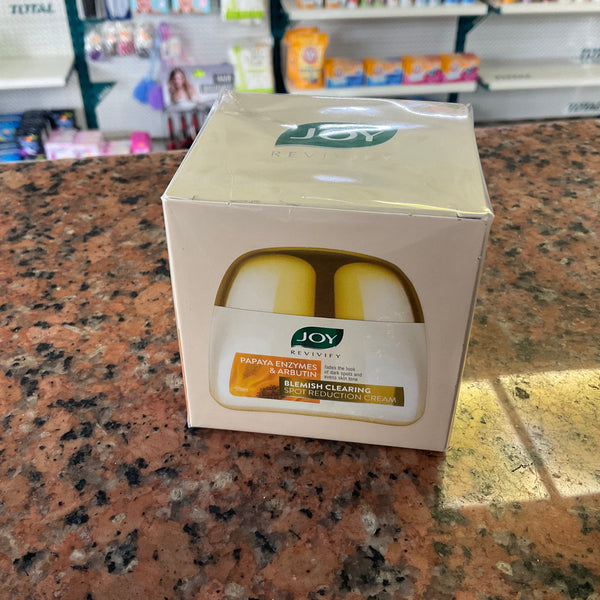 TOTAL
JOY
REVIVIFY
JOY
REVIVIFY
PAPAYA ENZYMES
& ARBUTIN
fades the look
of dark spots and
evens skin tone
BLEMISH CLEARING
SPOT REDUCTION CREAM